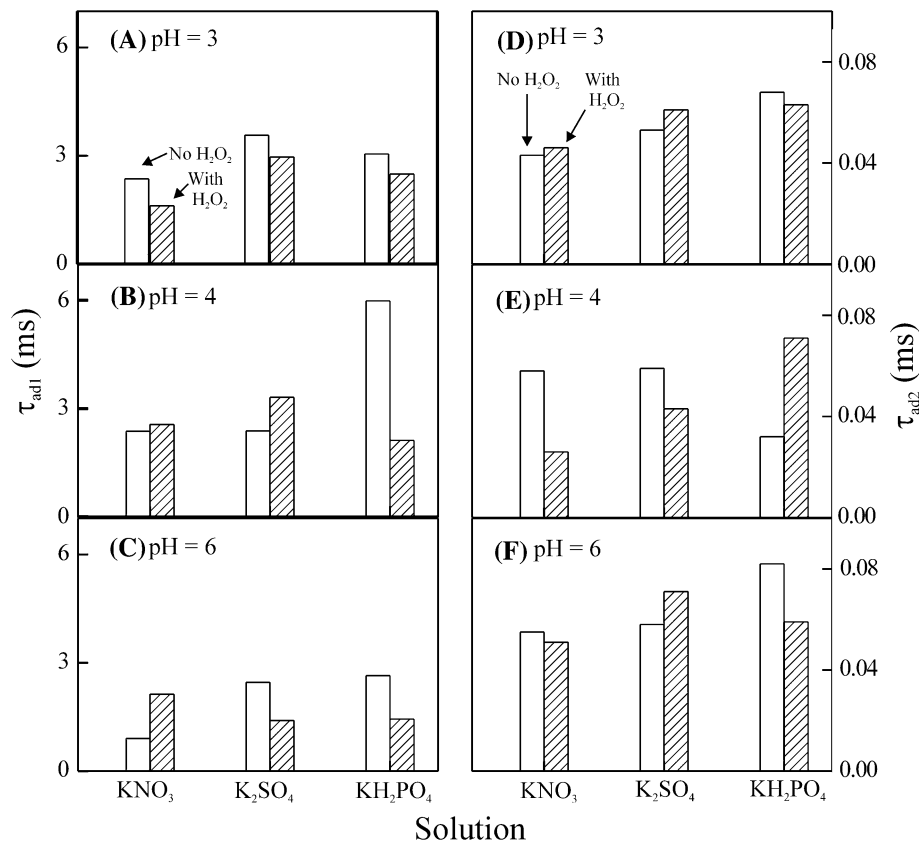 (A) pH = 3
6
3
0
No H₂O₂
With
H₂O₂
(D) pH = 3
0.08
0.04
0.00
No H₂O₂
With
H₂O₂
(B) pH = 4
6
3
0
(E) pH = 4
0.08
0.04
0.00
τad1 (ms)
τad2 (ms)
(C) pH = 6
6
3
0
(F) pH = 6
0.08
0.04
0.00
KNO₃ K₂SO₄ KH₂PO₄
KNO₃ K₂SO₄ KH₂PO₄
Solution